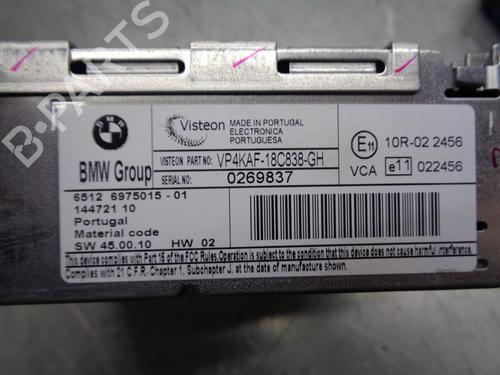 B-PARTS
BMW
BMW Group
Visteon
MADE IN PORTUGAL
ELECTRONICA
PORTUGUESA
VISTEON PART NO: VP4KAF-18C838-GH
SERIAL NO: 0269837
E11 10R-02 2456
VCA e11 022456
6512 6975015 - 01
144721 10
Portugal
Material code
SW 45.00.10 HW 02
This device complies with Part 15 of the FCC Rules.Operation is subject to the condition that this device does not cause harmful interference.
Complies with 21 C.F.R. Chapter 1, Subchapter J, at the date of manufacture shown.